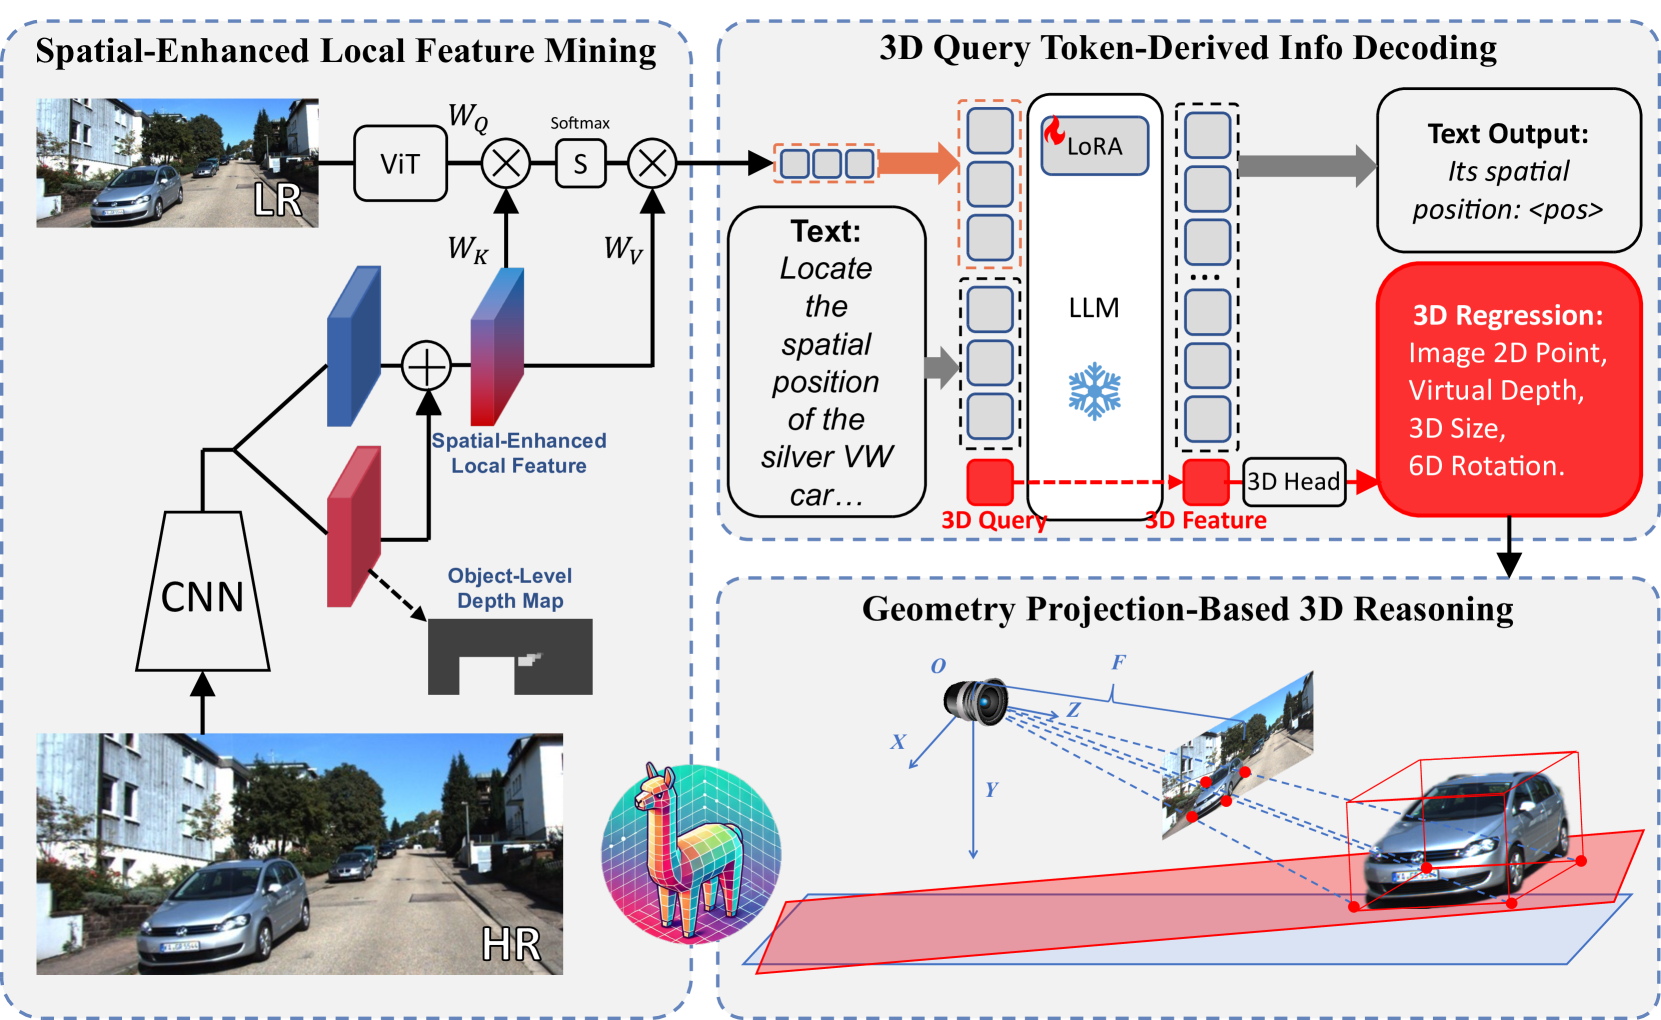 Spatial-Enhanced Local Feature Mining
LR
ViT
W_Q
Softmax
S
W_K
W_V
Spatial-Enhanced
Local Feature
CNN
Object-Level
Depth Map
HR
3D Query Token-Derived Info Decoding
Text:
Locate
the
spatial
position
of the
silver VW
car...
LoRA
LLM
...
3D Query
3D Feature
3D Head
Text Output:
Its spatial
position: <pos>
3D Regression:
Image 2D Point,
Virtual Depth,
3D Size,
6D Rotation.
Geometry Projection-Based 3D Reasoning
O
F
Z
X
Y